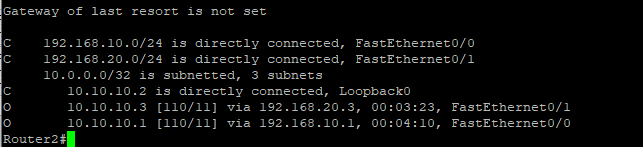 Gateway of last resort is not set
C    192.168.10.0/24 is directly connected, FastEthernet0/0
C    192.168.20.0/24 is directly connected, FastEthernet0/1
     10.0.0.0/32 is subnetted, 3 subnets
C       10.10.10.2 is directly connected, Loopback0
O       10.10.10.3 [110/11] via 192.168.20.3, 00:03:23, FastEthernet0/1
O       10.10.10.1 [110/11] via 192.168.10.1, 00:04:10, FastEthernet0/0
Router2#